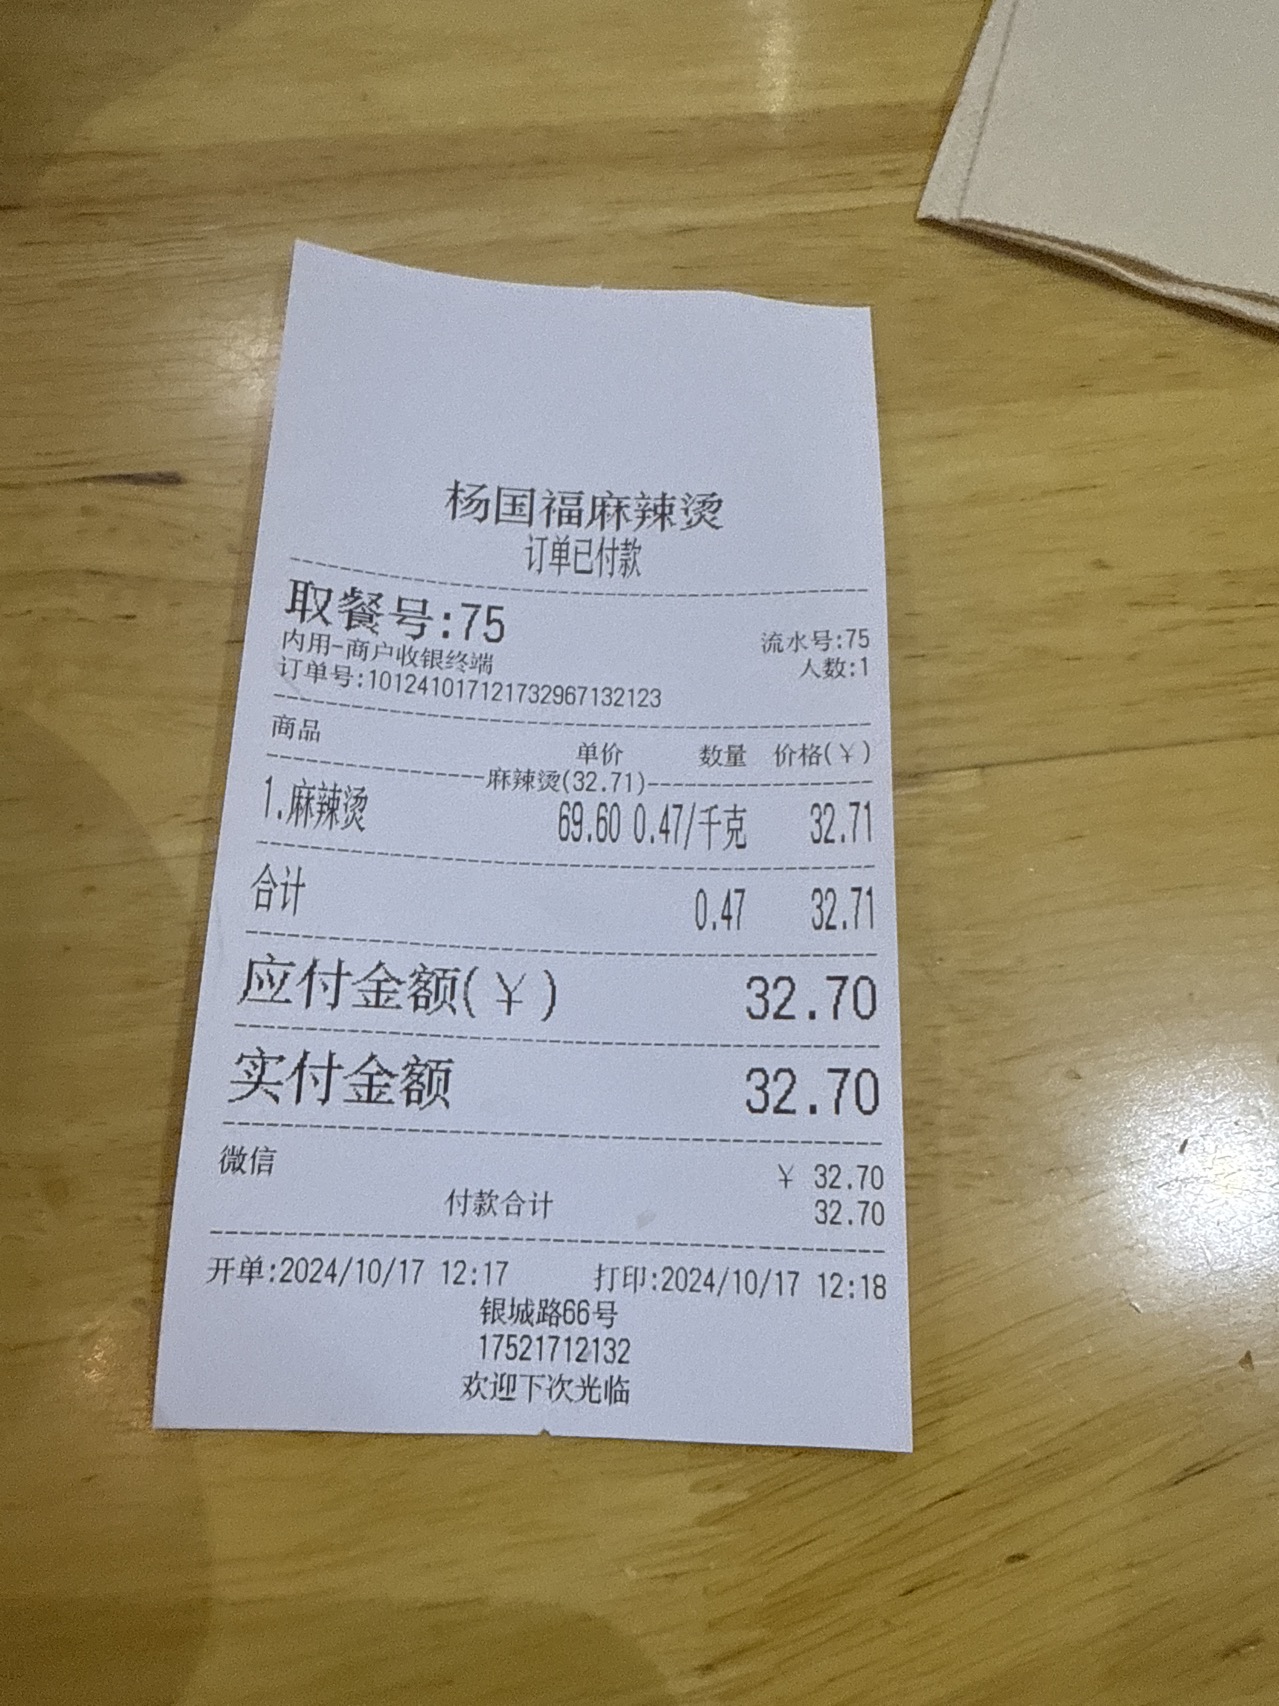 杨国福麻辣烫
订单已付款
取餐号:75
流水号:75
内用-商户收银终端
人数:1
订单号:101241017121732967132123
商品 单价 数量 价格(¥)
麻辣烫(32.71)
1.麻辣烫 69.60 0.47/千克 32.71
合计 0.47 32.71
应付金额(¥) 32.70
实付金额 32.70
微信 ¥ 32.70
付款合计 32.70
开单:2024/10/17 12:17 打印:2024/10/17 12:18
银城路66号
17521712132
欢迎下次光临